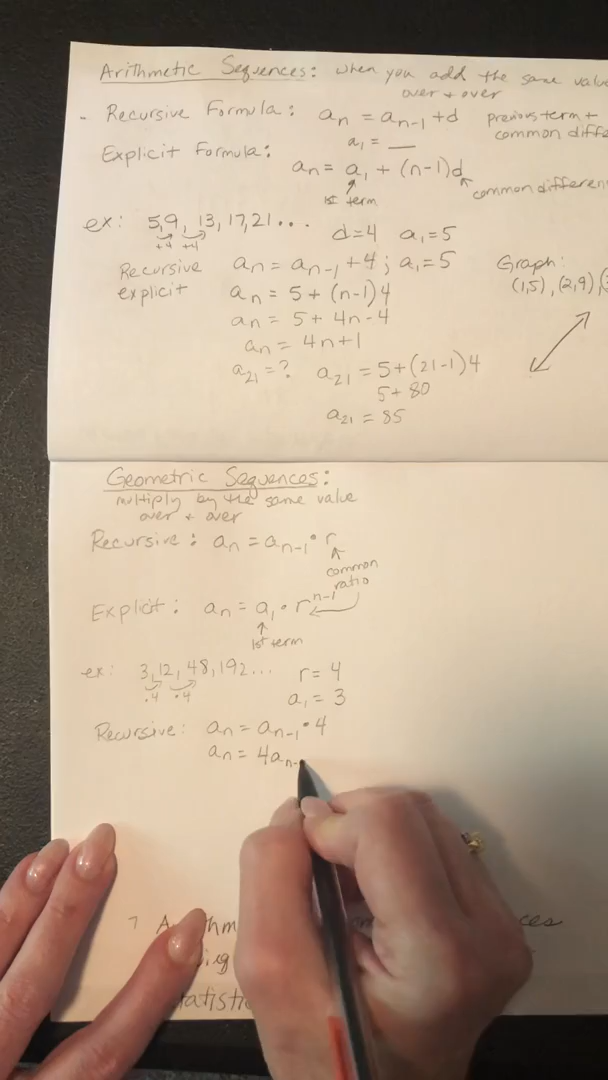 Arithmetic Sequences: when you add the same value
over + over
- Recursive Formula: aₙ = aₙ₋₁ + d previous term +
common diffe
a₁ = __
Explicit Formula: aₙ = a₁ + (n-1)d
1st term
common differen
ex: 5, 9, 13, 17, 21...
+4 +4
d=4 a₁=5
Recursive aₙ = aₙ₋₁ + 4; a₁=5
Graph:
(1,5), (2,9),
explicit aₙ = 5 + (n-1)4
aₙ = 5 + 4n - 4
aₙ = 4n+1
a₂₁ = ? a₂₁ = 5+(21-1)4
5+ 80
a₂₁ = 85
Geometric Sequences:
multiply by the same value
over + over
Recursive: aₙ = aₙ₋₁ • r
common
ratio
Explicit: aₙ = a₁ • rⁿ⁻¹
1st term
ex: 3, 12, 48, 192... r = 4
·4 ·4
a₁ = 3
Recursive: aₙ = aₙ₋₁ • 4
aₙ = 4aₙ₋